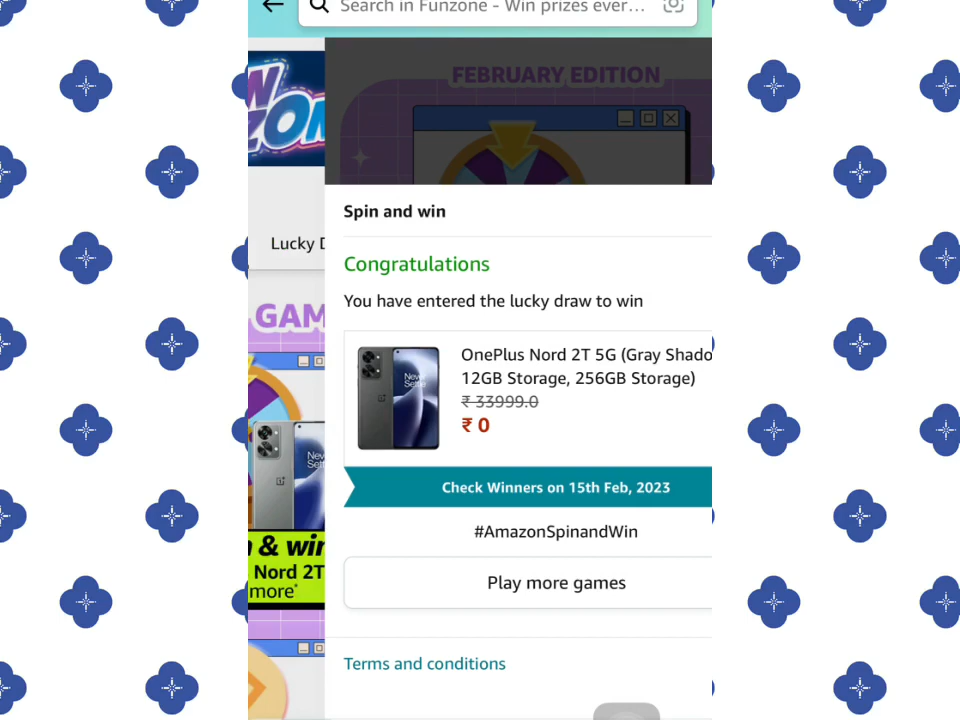 Search in Funzone - Win prizes ever...
FEBRUARY EDITION
Spin and win
Lucky D
Congratulations
You have entered the lucky draw to win
GAM
OnePlus Nord 2T 5G (Gray Shado
12GB Storage, 256GB Storage)
₹ 33999.0
₹ 0
Never
Set
Check Winners on 15th Feb, 2023
#AmazonSpinandWin
& win
Nord 2T
more*
Play more games
Terms and conditions